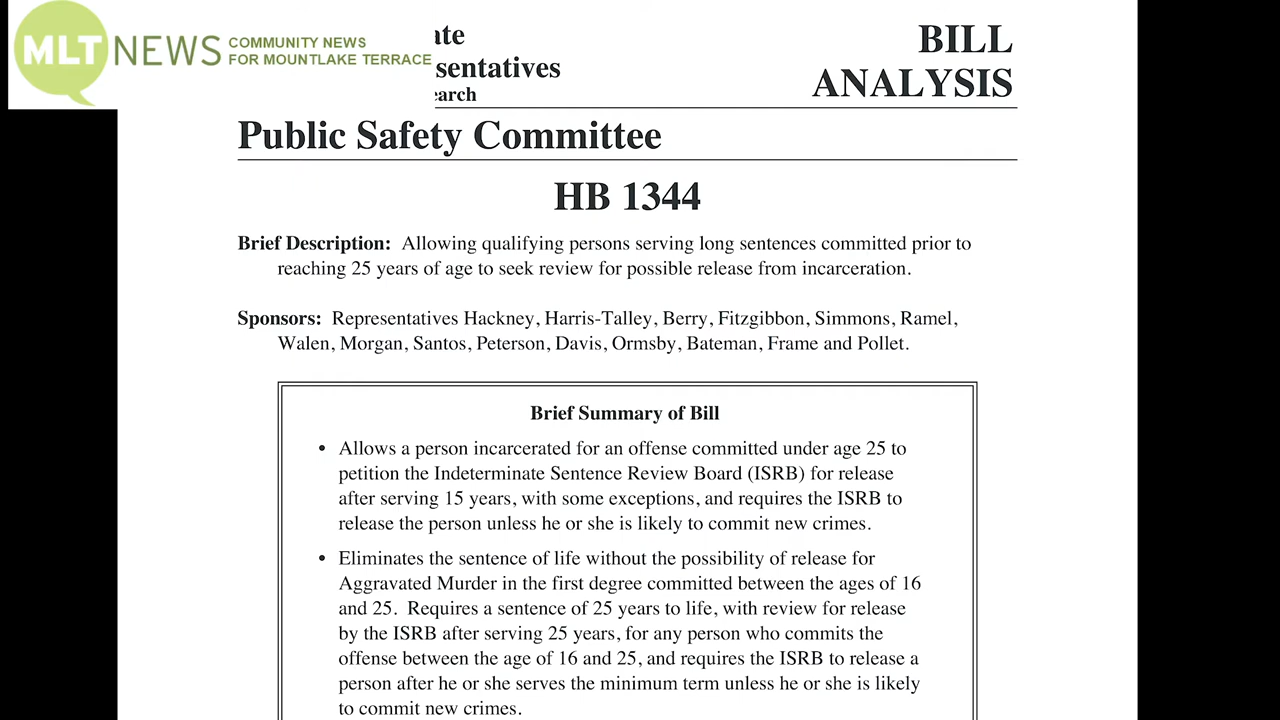 MLT NEWS COMMUNITY NEWS
FOR MOUNTLAKE TERRACE
BILL
ANALYSIS
Public Safety Committee
HB 1344
Brief Description: Allowing qualifying persons serving long sentences committed prior to
reaching 25 years of age to seek review for possible release from incarceration.
Sponsors: Representatives Hackney, Harris-Talley, Berry, Fitzgibbon, Simmons, Ramel,
Walen, Morgan, Santos, Peterson, Davis, Ormsby, Bateman, Frame and Pollet.
Brief Summary of Bill
• Allows a person incarcerated for an offense committed under age 25 to
petition the Indeterminate Sentence Review Board (ISRB) for release
after serving 15 years, with some exceptions, and requires the ISRB to
release the person unless he or she is likely to commit new crimes.
• Eliminates the sentence of life without the possibility of release for
Aggravated Murder in the first degree committed between the ages of 16
and 25. Requires a sentence of 25 years to life, with review for release
by the ISRB after serving 25 years, for any person who commits the
offense between the age of 16 and 25, and requires the ISRB to release a
person after he or she serves the minimum term unless he or she is likely
to commit new crimes.